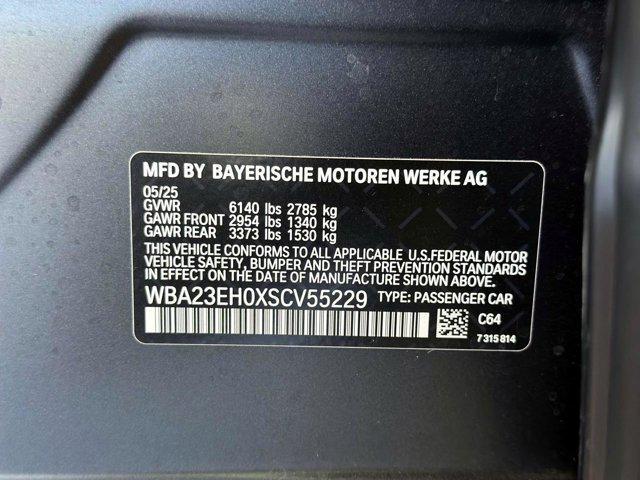 MFD BY BAYERISCHE MOTOREN WERKE AG
05/25
GVWR 6140 lbs 2785 kg
GAWR FRONT 2954 lbs 1340 kg
GAWR REAR 3373 lbs 1530 kg
THIS VEHICLE CONFORMS TO ALL APPLICABLE U.S.FEDERAL MOTOR
VEHICLE SAFETY, BUMPER AND THEFT PREVENTION STANDARDS
IN EFFECT ON THE DATE OF MANUFACTURE SHOWN ABOVE.
WBA23EH0XSCV55229 TYPE: PASSENGER CAR
C64
7315814